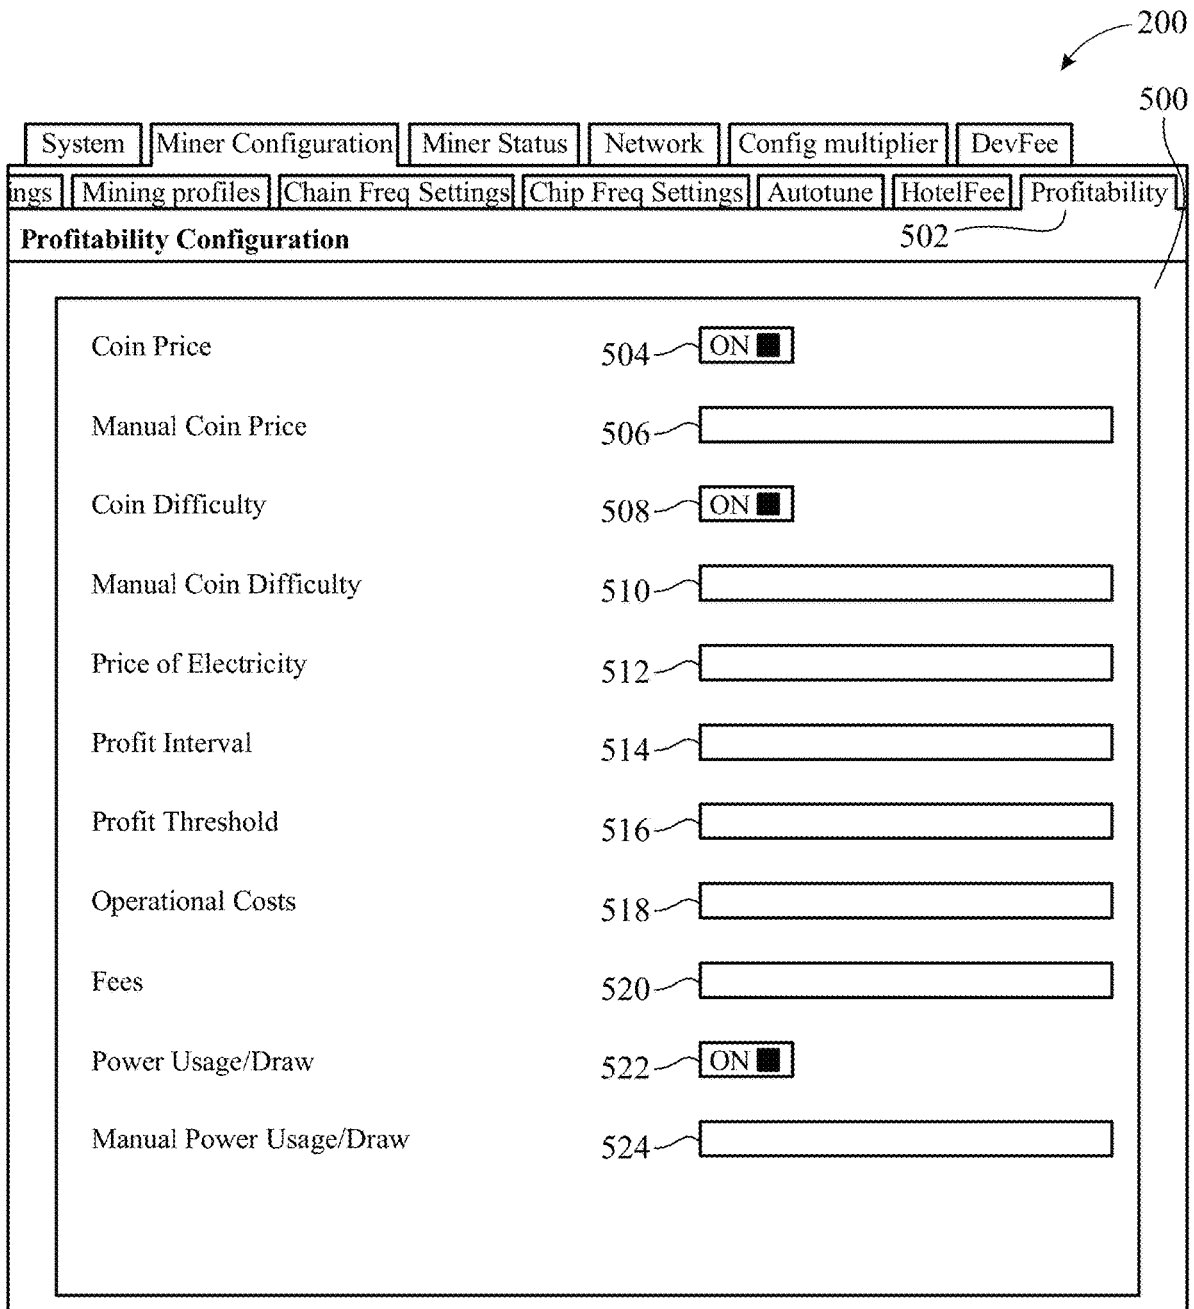 200
500
System Miner Configuration Miner Status Network Config multiplier DevFee
ings Mining profiles Chain Freq Settings Chip Freq Settings Autotune HotelFee Profitability
Profitability Configuration 502
Coin Price 504 ON
Manual Coin Price 506
Coin Difficulty 508 ON
Manual Coin Difficulty 510
Price of Electricity 512
Profit Interval 514
Profit Threshold 516
Operational Costs 518
Fees 520
Power Usage/Draw 522 ON
Manual Power Usage/Draw 524